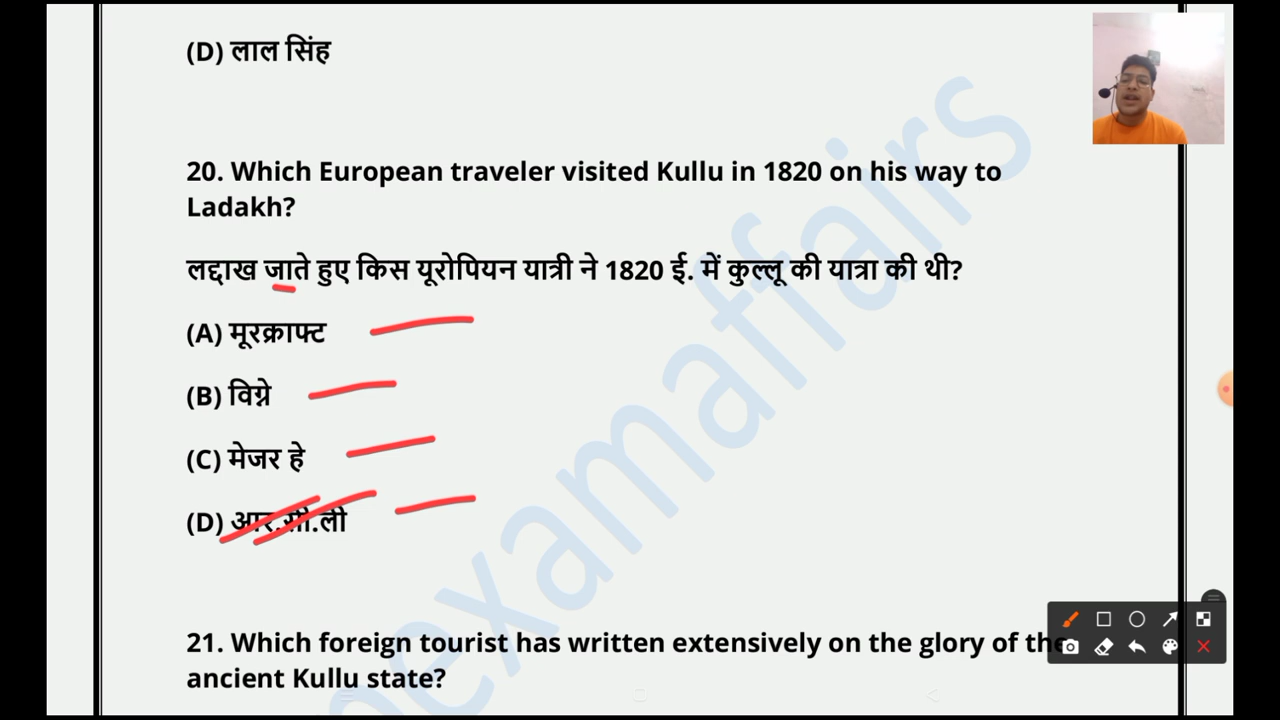 (D) लाल सिंह
20. Which European traveler visited Kullu in 1820 on his way to
Ladakh?
लद्दाख जाते हुए किस यूरोपियन यात्री ने 1820 ई. में कुल्लू की यात्रा की थी?
(A) मूरक्राफ्ट
(B) विग्ने
(C) मेजर हे
(D) आर.सी.ली
21. Which foreign tourist has written extensively on the glory of the
ancient Kullu state?
examaffairs